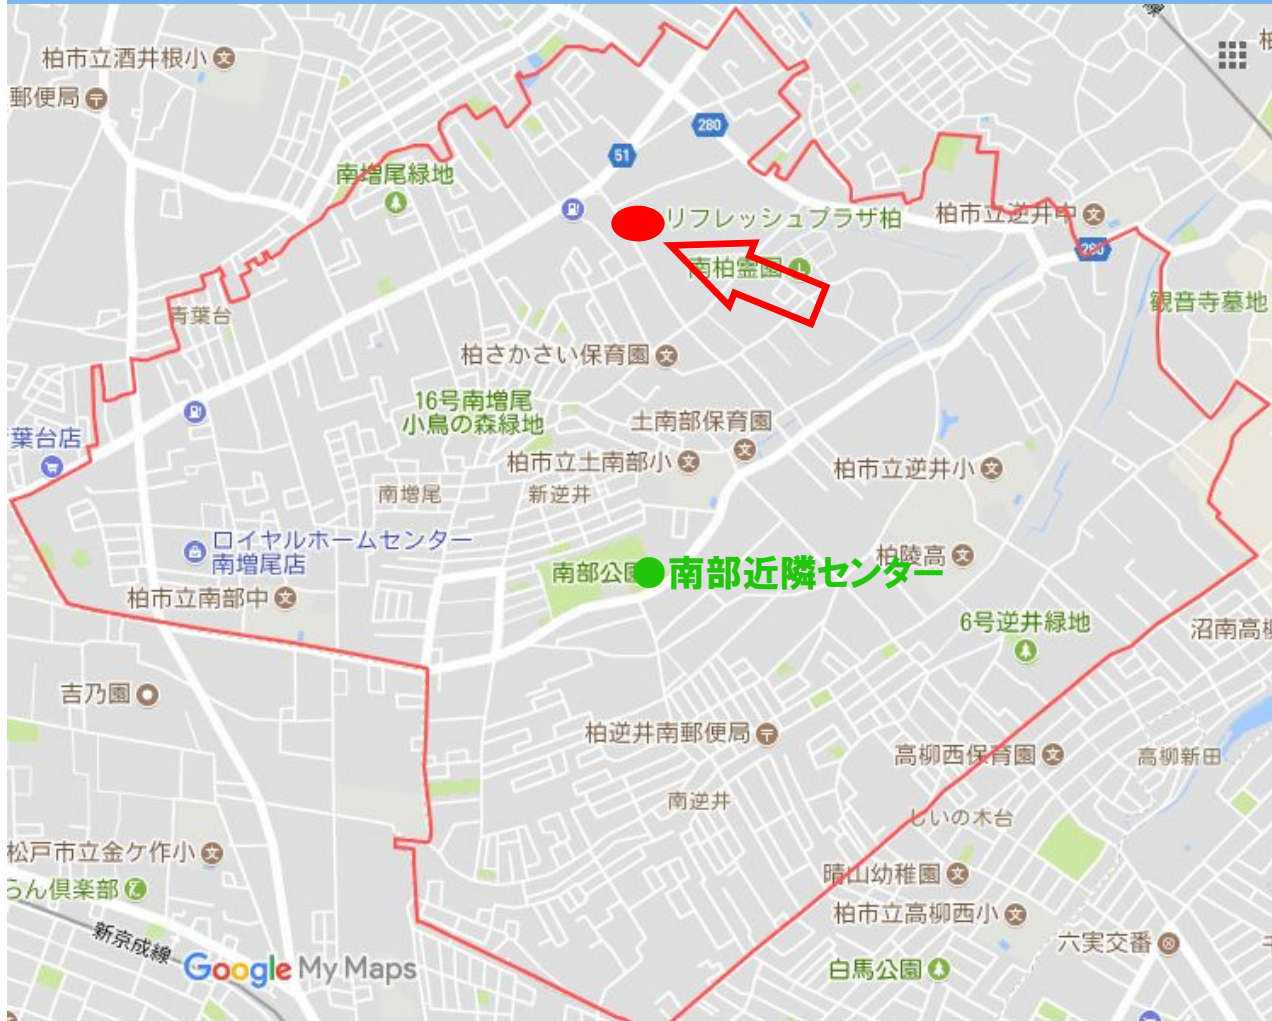 柏市立酒井根小
郵便局
280
51
南増尾緑地
リフレッシュプラザ柏
柏市立逆井中
280
南柏霊園
観音寺墓地
青葉台
柏さかさい保育園
16号南増尾
小鳥の森緑地
土南部保育園
葉台店
柏市立土南部小
柏市立逆井小
南増尾
新逆井
ロイヤルホームセンター
南増尾店
柏陵高
南部公園
南部近隣センター
柏市立南部中
6号逆井緑地
沼南高柳
吉乃園
柏逆井南郵便局
高柳西保育園
高柳新田
南逆井
しいの木台
松戸市立金ケ作小
らん倶楽部
晴山幼稚園
柏市立高柳西小
新京成線
六実交番
Google My Maps
白馬公園